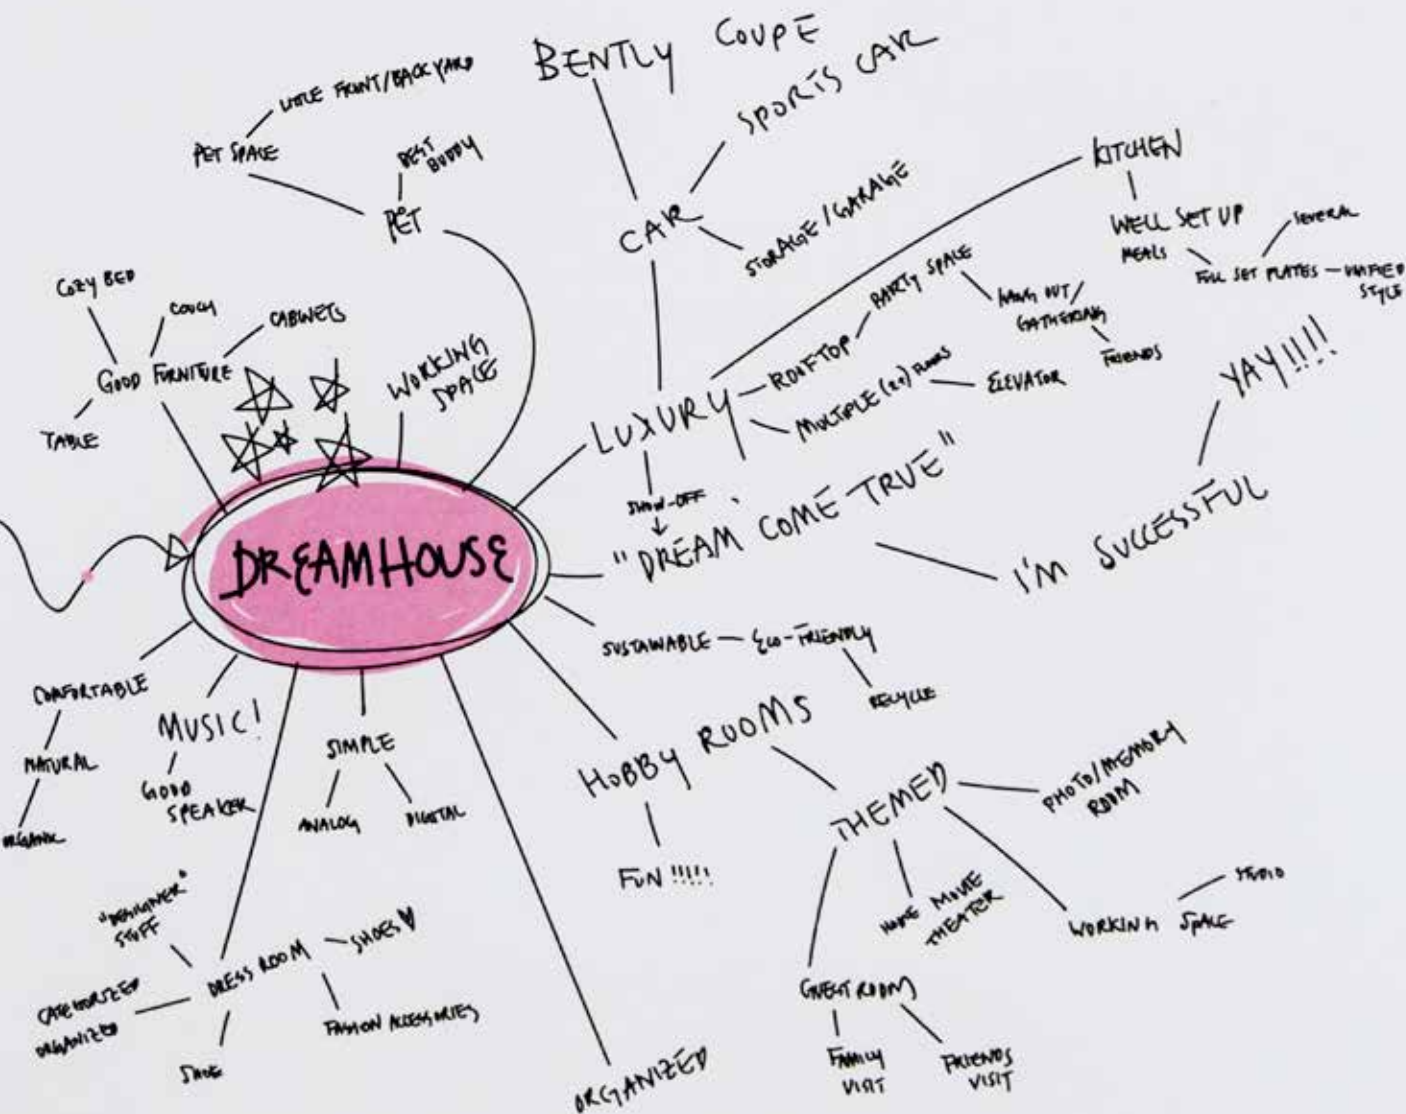 BENTLY COUPE
SPORTS CAR
LITTLE FRONT/BACKYARD
PET SPACE
BEST
BUDDY
PET
CAR
STORAGE/GARAGE
KITCHEN
WELL SET UP
MEALS
SEVERAL
FULL SET PLATES
UNIFIED
STYLE
COZY BED
COUCH
CABINETS
GOOD FURNITURE
TABLE
WORKING
SPACE
LUXURY
ROOFTOP
PARTY SPACE
HANG OUT/
GATHERING
FRIENDS
MULTIPLE (2+) FLOORS
ELEVATOR
YAY!!!!
SHOW-OFF
"DREAM COME TRUE"
I'M SUCCESSFUL
DREAMHOUSE
SUSTAINABLE
ECO-FRIENDLY
RECYCLE
COMFORTABLE
NATURAL
ORGANIC
MUSIC!
GOOD
SPEAKER
SIMPLE
ANALOG
DIGITAL
HOBBY ROOMS
FUN!!!!!
THEMED
PHOTO/MEMORY
ROOM
HOME MOVIE
THEATER
WORKING SPACE
STUDIO
GUEST ROOM
FAMILY
VISIT
FRIENDS
VISIT
"DESIGNER"
STUFF
DRESS ROOM
SHOES
CATEGORIZED
ORGANIZED
FASHION ACCESSORIES
SHOE
ORGANIZED